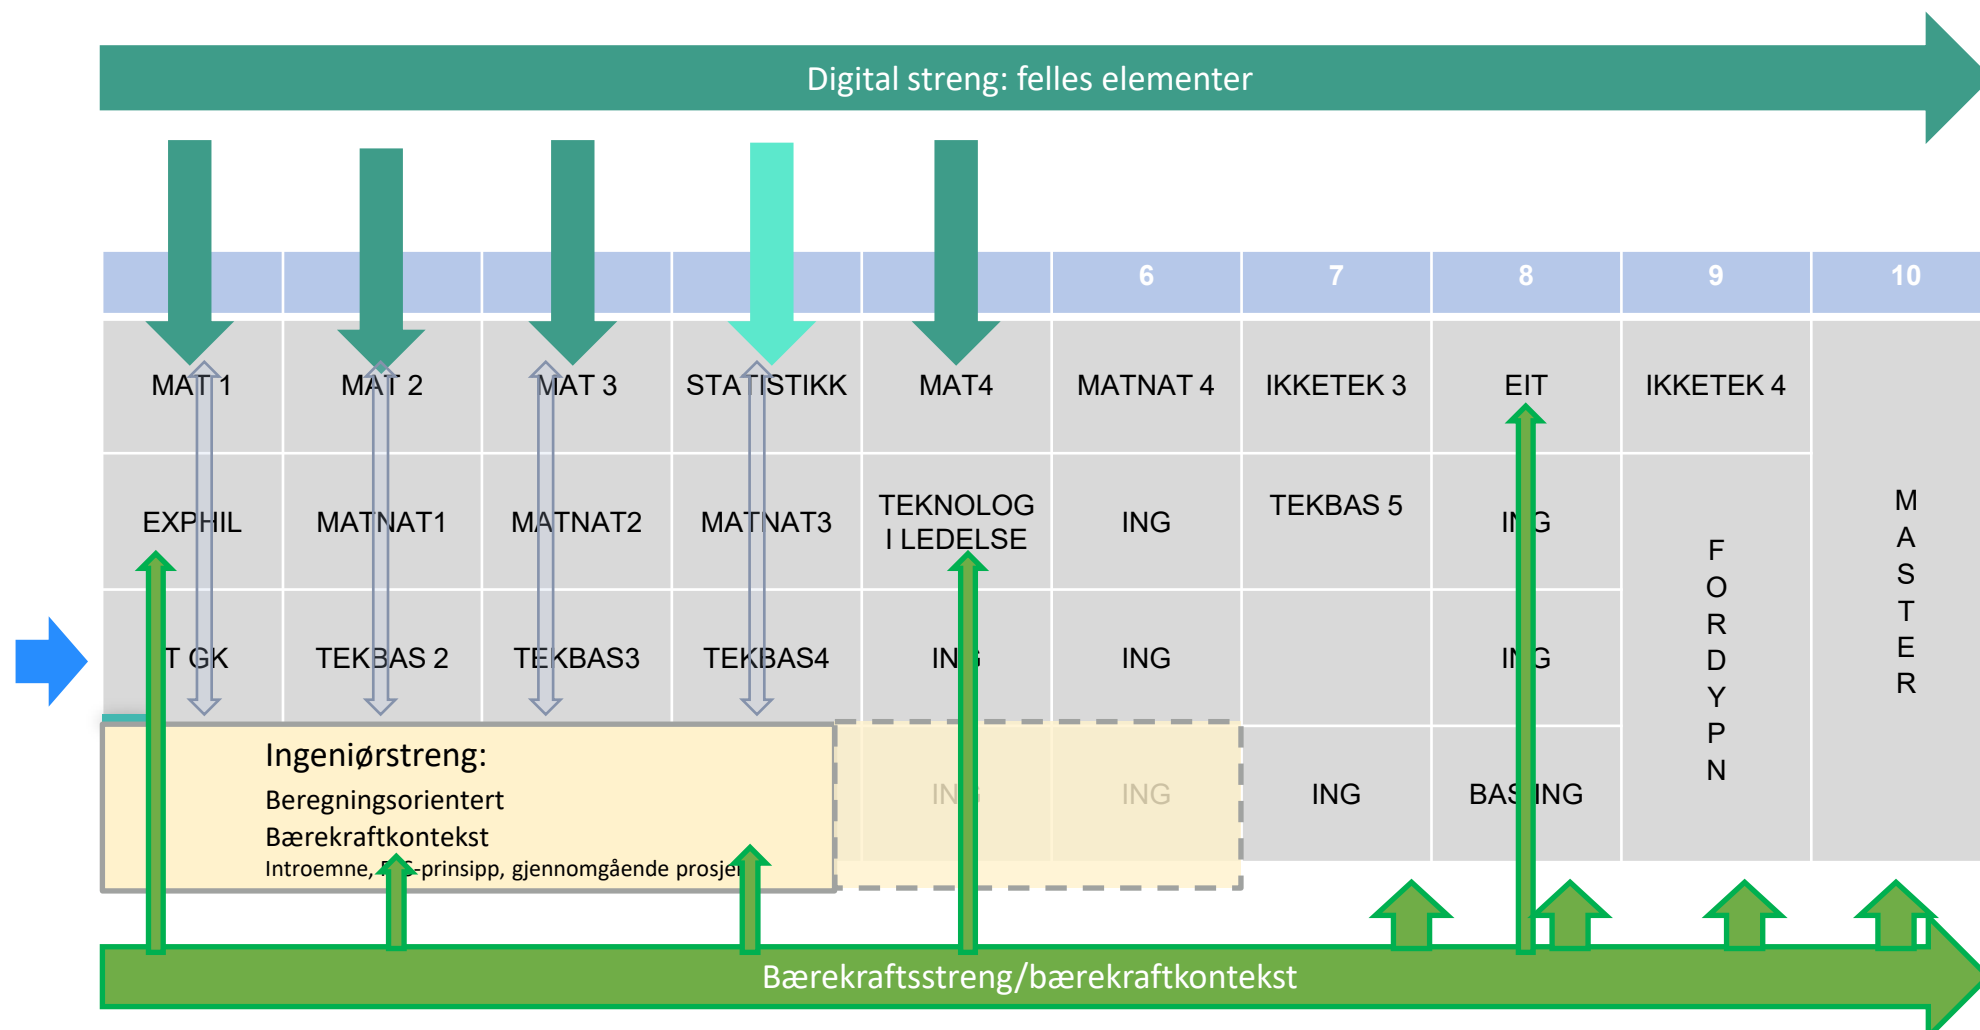 Digital streng: felles elementer
6 7 8 9 10
MAT 1 MAT 2 MAT 3 STATISTIKK MAT4 MATNAT 4 IKKETEK 3 EIT IKKETEK 4
EXPHIL MATNAT1 MATNAT2 MATNAT3 TEKNOLOG
I LEDELSE ING TEKBAS 5 ING
GK TEKBAS 2 TEKBAS3 TEKBAS4 ING ING ING
ING ING ING BAS ING
F
O
R
D
Y
P
N
M
A
S
T
E
R
Ingeniørstreng:
Beregningsorientert
Bærekraftkontekst
Introemne, -prinsipp, gjennomgående
Bærekraftsstreng/bærekraftkontekst